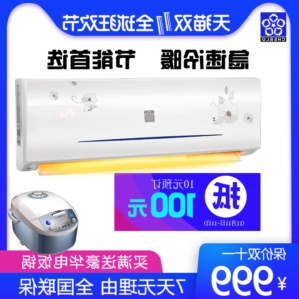 天猫双11全球狂欢节
急速冷暖 节能首选
10元预订
抵100元
保价双十一
¥999
买满送豪华电饭锅
7天无理由 全国联保